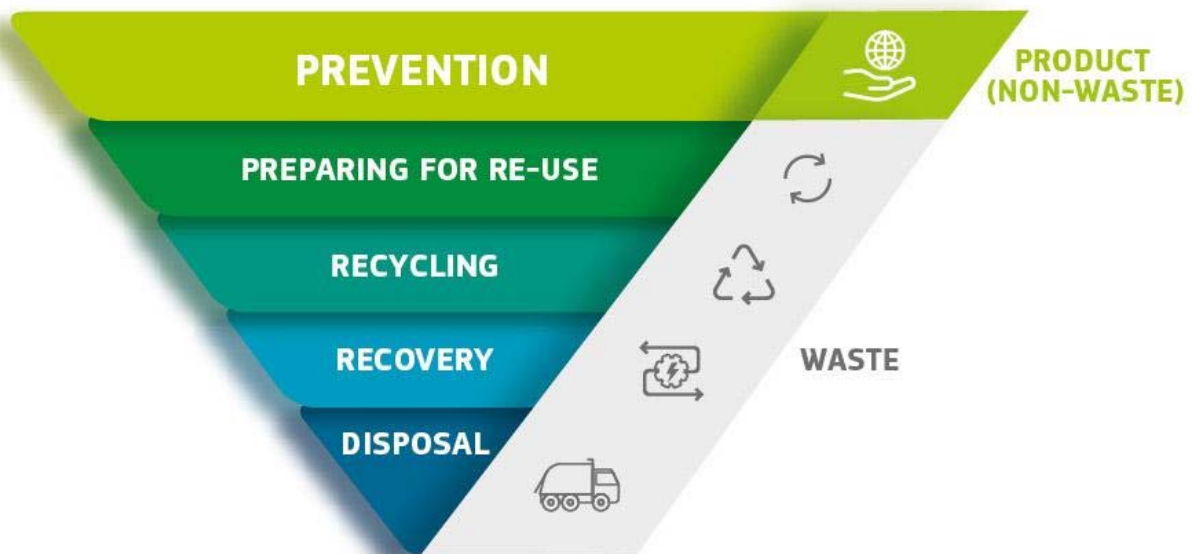 PREVENTION
PRODUCT
(NON-WASTE)
PREPARING FOR RE-USE
RECYCLING
RECOVERY
WASTE
DISPOSAL